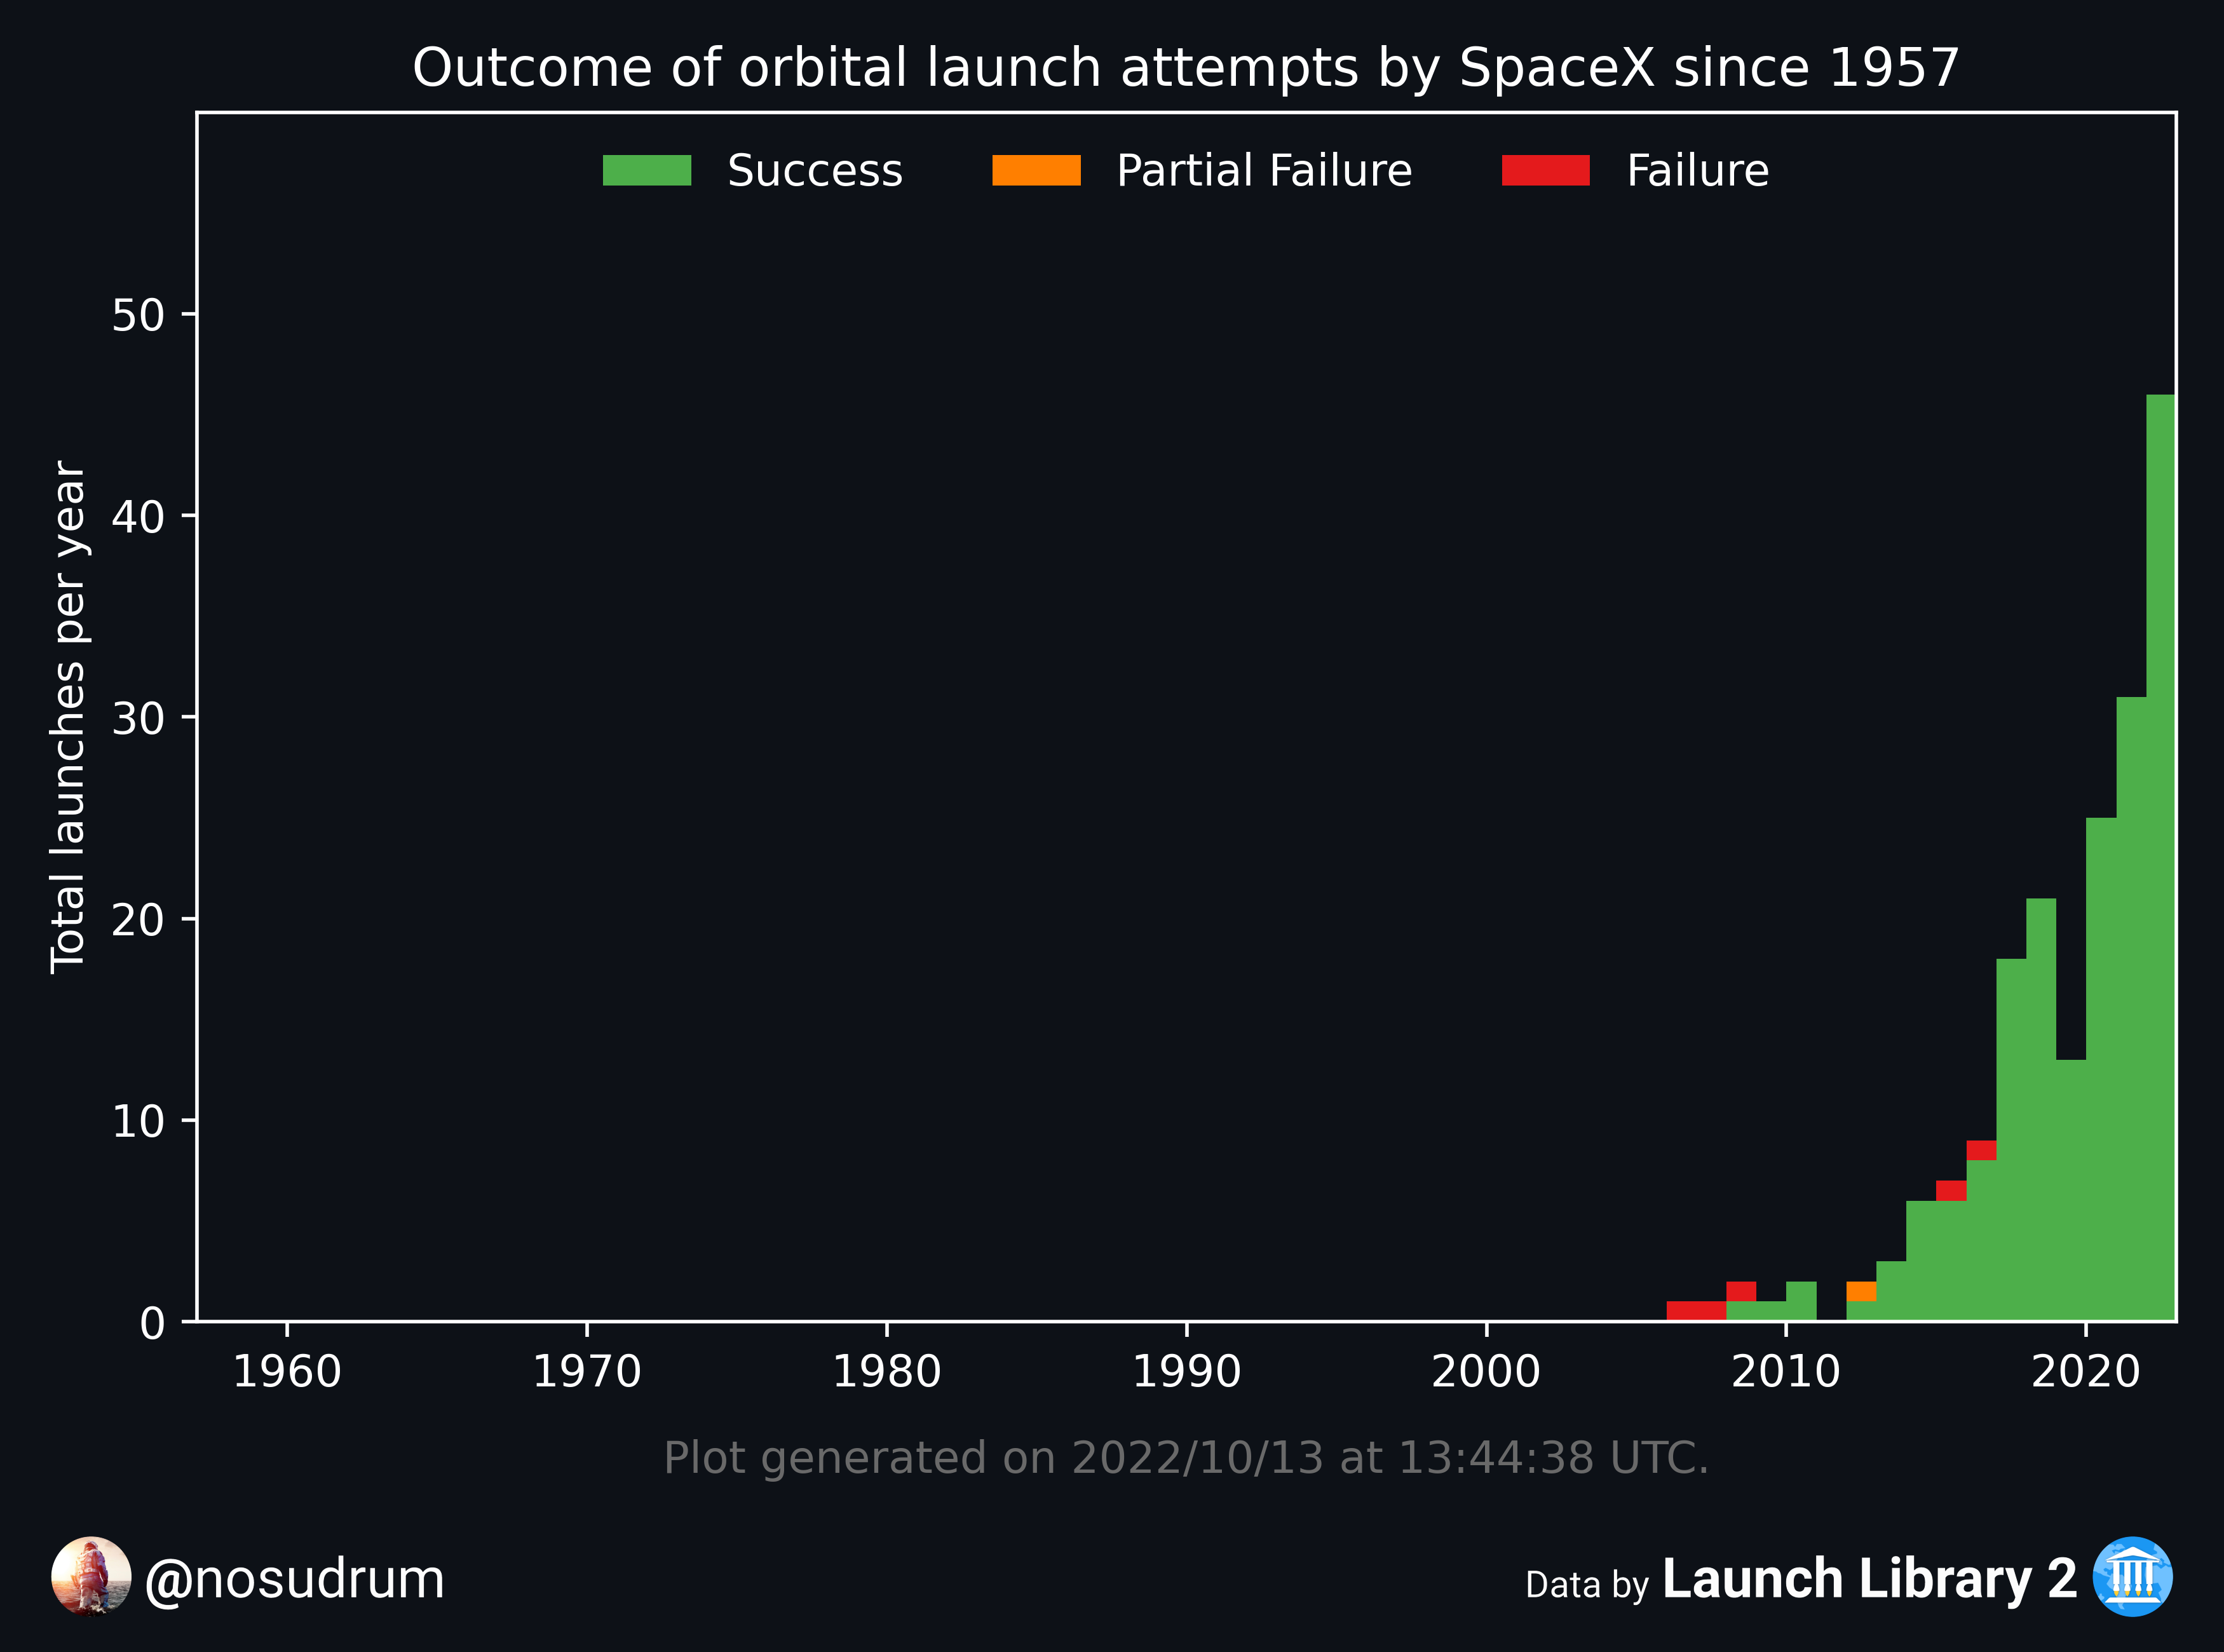 Outcome of orbital launch attempts by SpaceX since 1957
Success Partial Failure Failure
Total launches per year
50
40
30
20
10
0
1960 1970 1980 1990 2000 2010 2020
Plot generated on 2022/10/13 at 13:44:38 UTC.
@nosudrum
Data by Launch Library 2